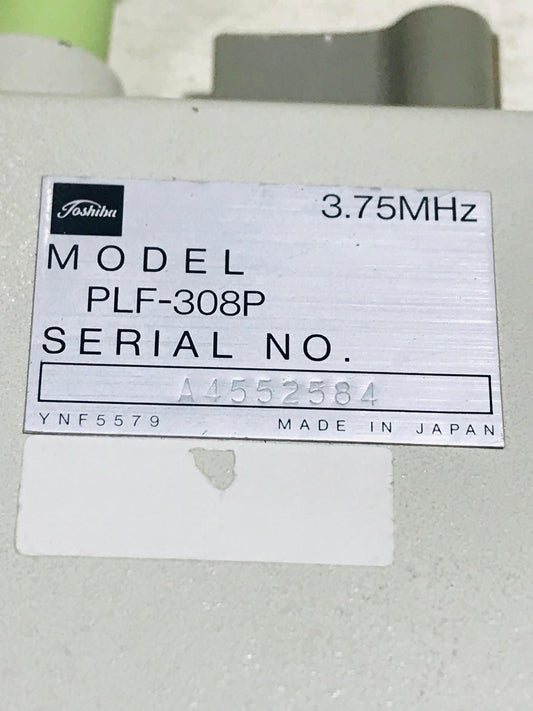 Toshiba 3.75MHz
MODEL
PLF-308P
SERIAL NO.
A4552584
YNF5579 MADE IN JAPAN